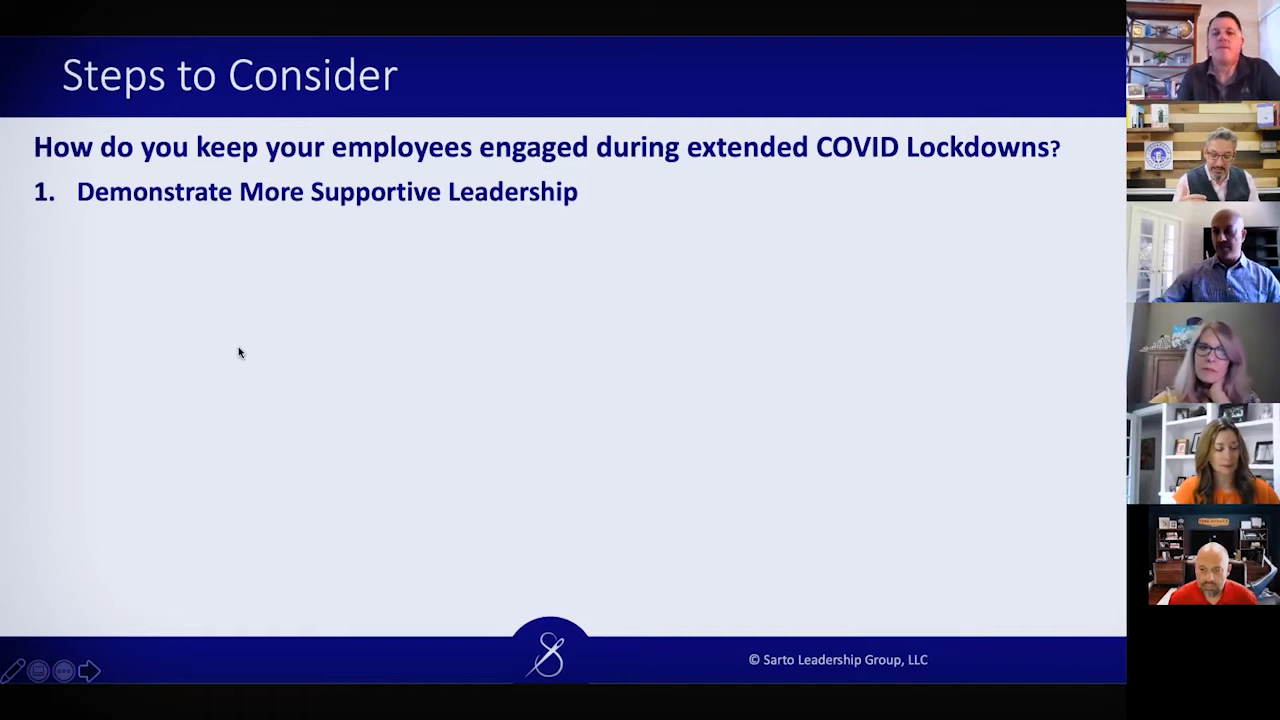 Steps to Consider
How do you keep your employees engaged during extended COVID Lockdowns?
1. Demonstrate More Supportive Leadership
© Sarto Leadership Group, LLC